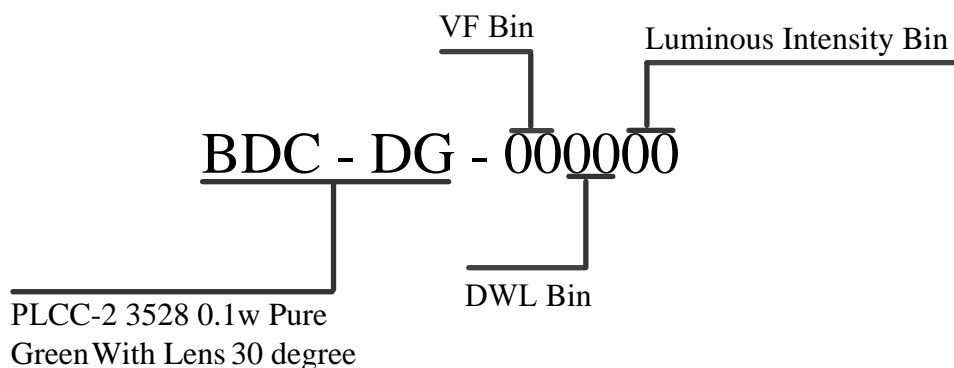 VF Bin
Luminous Intensity Bin
BDC - DG - 000000
DWL Bin
PLCC-2 3528 0.1w Pure
Green With Lens 30 degree